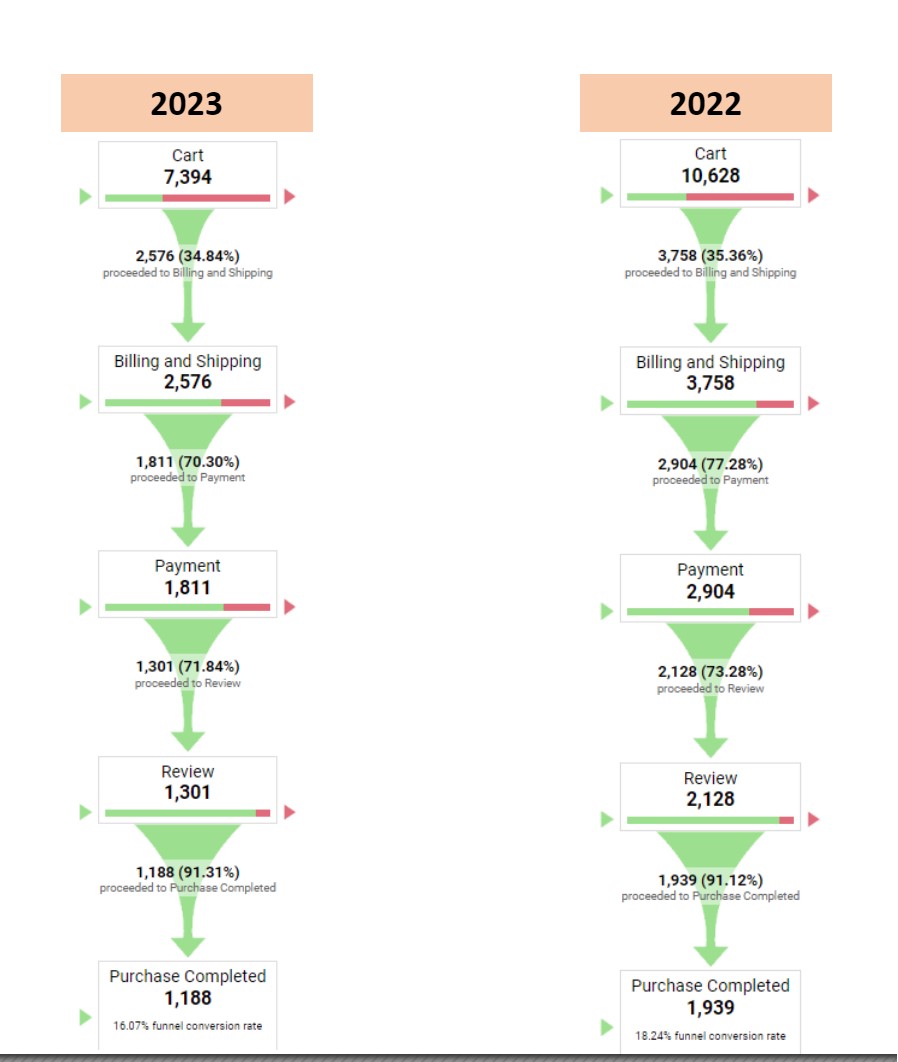 2023
Cart
7,394
2,576 (34.84%)
proceeded to Billing and Shipping
Billing and Shipping
2,576
1,811 (70.30%)
proceeded to Payment
Payment
1,811
1,301 (71.84%)
proceeded to Review
Review
1,301
1,188 (91.31%)
proceeded to Purchase Completed
Purchase Completed
1,188
16.07% funnel conversion rate
2022
Cart
10,628
3,758 (35.36%)
proceeded to Billing and Shipping
Billing and Shipping
3,758
2,904 (77.28%)
proceeded to Payment
Payment
2,904
2,128 (73.28%)
proceeded to Review
Review
2,128
1,939 (91.12%)
proceeded to Purchase Completed
Purchase Completed
1,939
18.24% funnel conversion rate